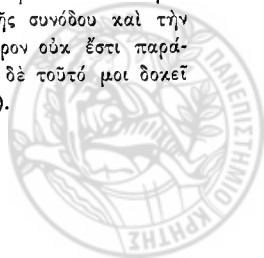 ῆς συνόδου καὶ τὴν
ρον οὐκ ἔστι παρά-
δὲ τοῦτό μοι δοκεῖ
).
ΠΑΝΕΠΙΣΤΗΜΙΟ ΚΡΗΤΗΣ